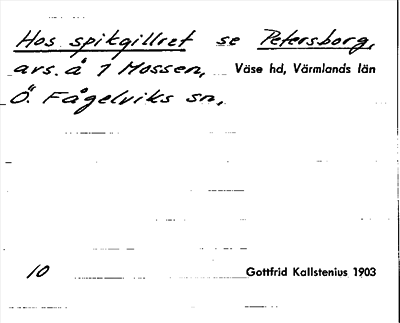 Hos spikgillret se Petersborg,
avs. å 1 Mossen, Väse hd, Värmlands län
Ö. Fågelviks sn,
10 Gottfrid Kallstenius 1903